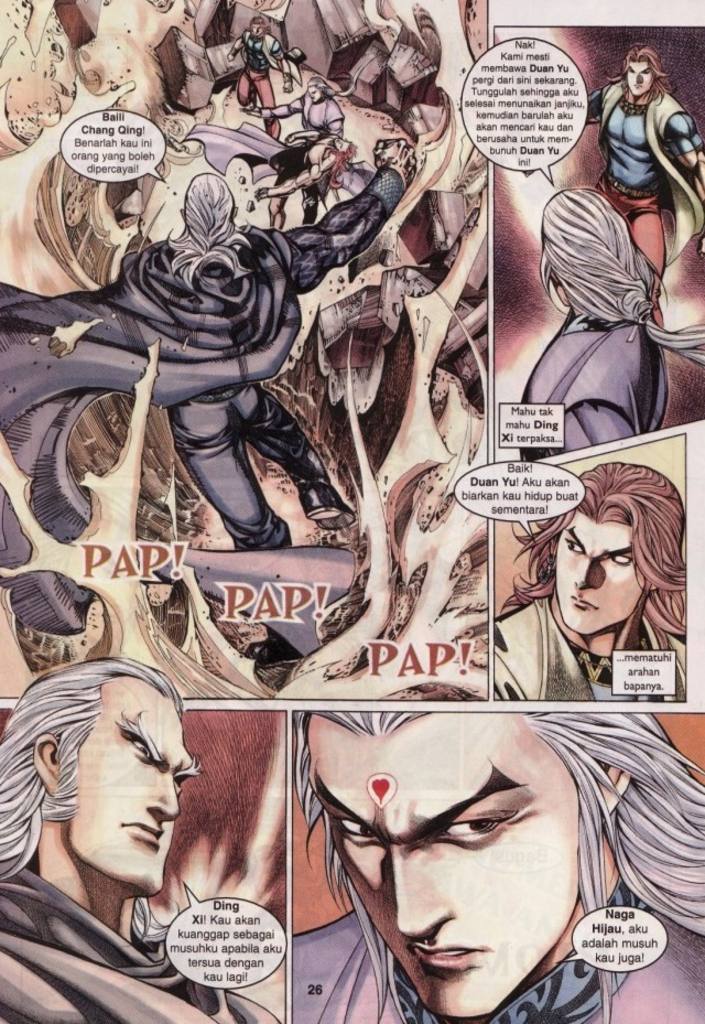 Baili
Chang Qing!
Benarlah kau ini
orang yang boleh
dipercayai!
PAP!
PAP!
PAP!
Nak!
Kami mesti
membawa Duan Yu
pergi dari sini sekarang.
Tunggulah sehingga aku
selesai menunaikan janjiku,
kemudian aku
akan mencari kau dan
berusaha untuk mem-
bunuh Duan Yu
ini!
Mahu tak
mahu Ding
Xi terpaksa...
Baik!
Duan Yu! Aku akan
biarkan kau hidup buat
sementara!
...mematuhi
arahan
bapanya.
Ding
Xi! Kau akan
kuanggap sebagai
musuhku apabila aku
tersua dengan
kau lagi!
Naga
Hijau, aku
adalah musuh
kau juga!
26